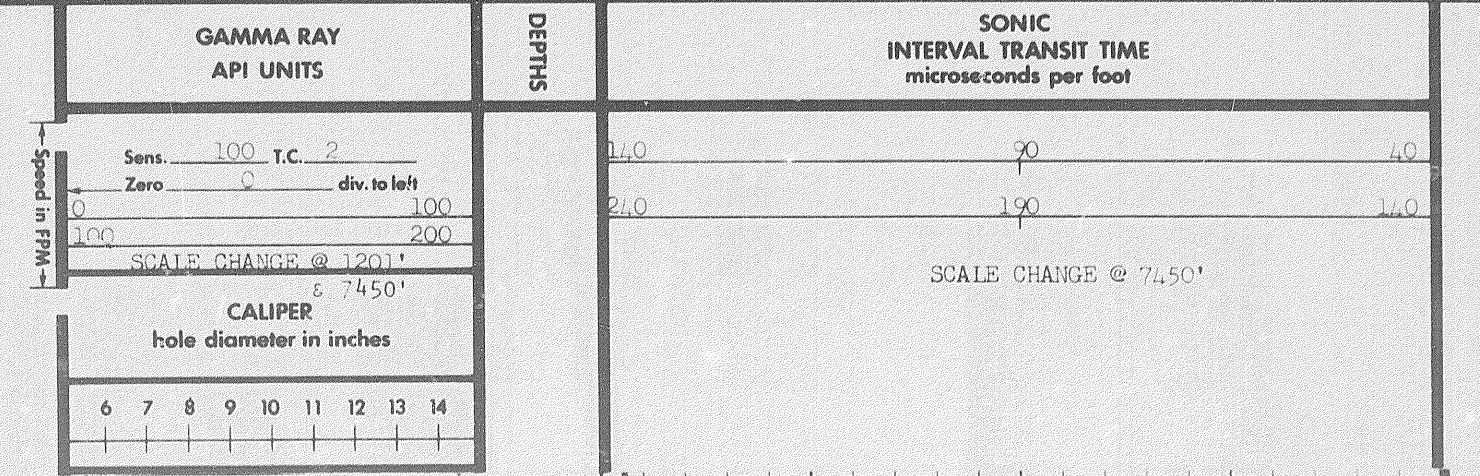 GAMMA RAY
API UNITS
DEPTHS
SONIC
INTERVAL TRANSIT TIME
microseconds per foot
Speed in FPM
Sens. 100 T.C. 2
Zero 0 div. to left
0 100
100 200
SCALE CHANGE @ 1201'
& 7450'
CALIPER
hole diameter in inches
6 7 8 9 10 11 12 13 14
140 90 40
240 190 140
SCALE CHANGE @ 7450'